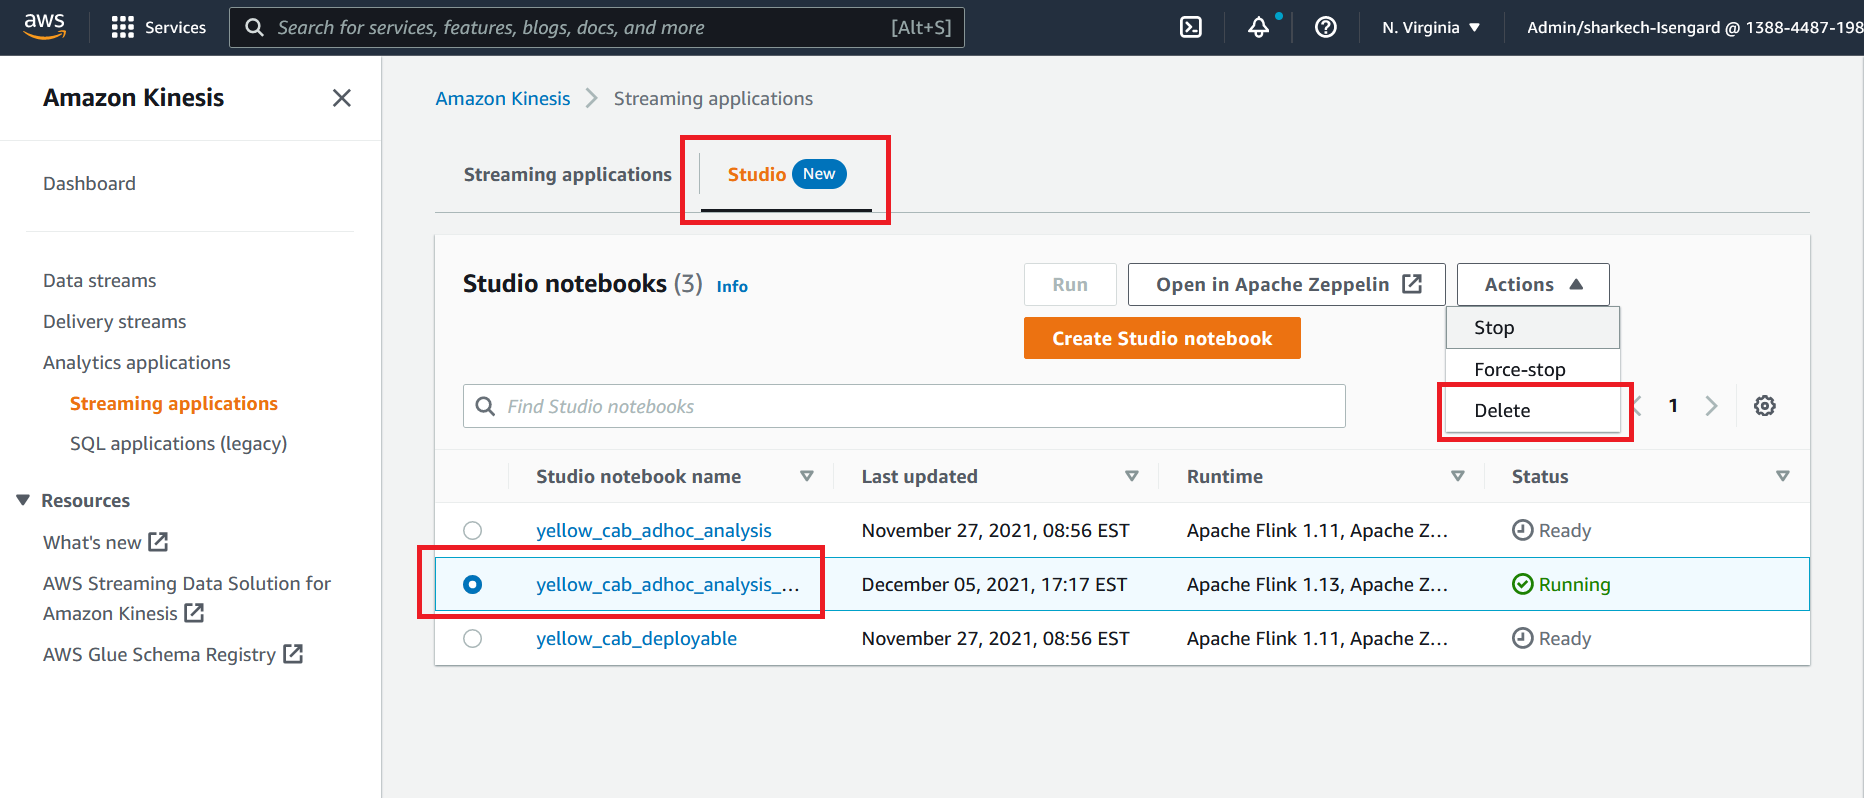 aws
Services
Search for services, features, blogs, docs, and more
[Alt+S]
N. Virginia
Admin/sharkech-Isengard @ 1388-4487-198
Amazon Kinesis
Dashboard
Data streams
Delivery streams
Analytics applications
Streaming applications
SQL applications (legacy)
Resources
What's new
AWS Streaming Data Solution for
Amazon Kinesis
AWS Glue Schema Registry
Amazon Kinesis
Streaming applications
Streaming applications
Studio New
Studio notebooks (3) Info
Run
Open in Apache Zeppelin
Actions
Create Studio notebook
Stop
Force-stop
Delete
Find Studio notebooks
1
Studio notebook name Last updated Runtime Status
yellow_cab_adhoc_analysis November 27, 2021, 08:56 EST Apache Flink 1.11, Apache Z... Ready
yellow_cab_adhoc_analysis_... December 05, 2021, 17:17 EST Apache Flink 1.13, Apache Z... Running
yellow_cab_deployable November 27, 2021, 08:56 EST Apache Flink 1.11, Apache Z... Ready